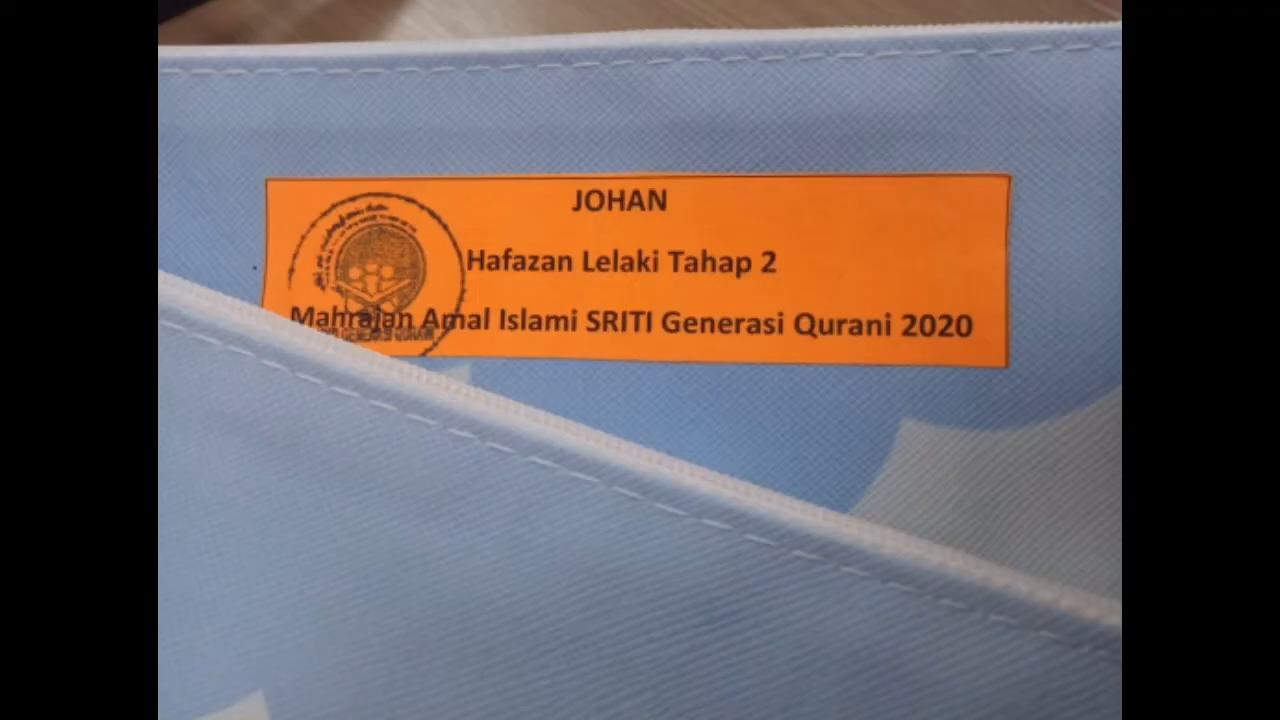 JOHAN
Hafazan Lelaki Tahap 2
Mahrajan Amal Islami SRITI Generasi Qurani 2020